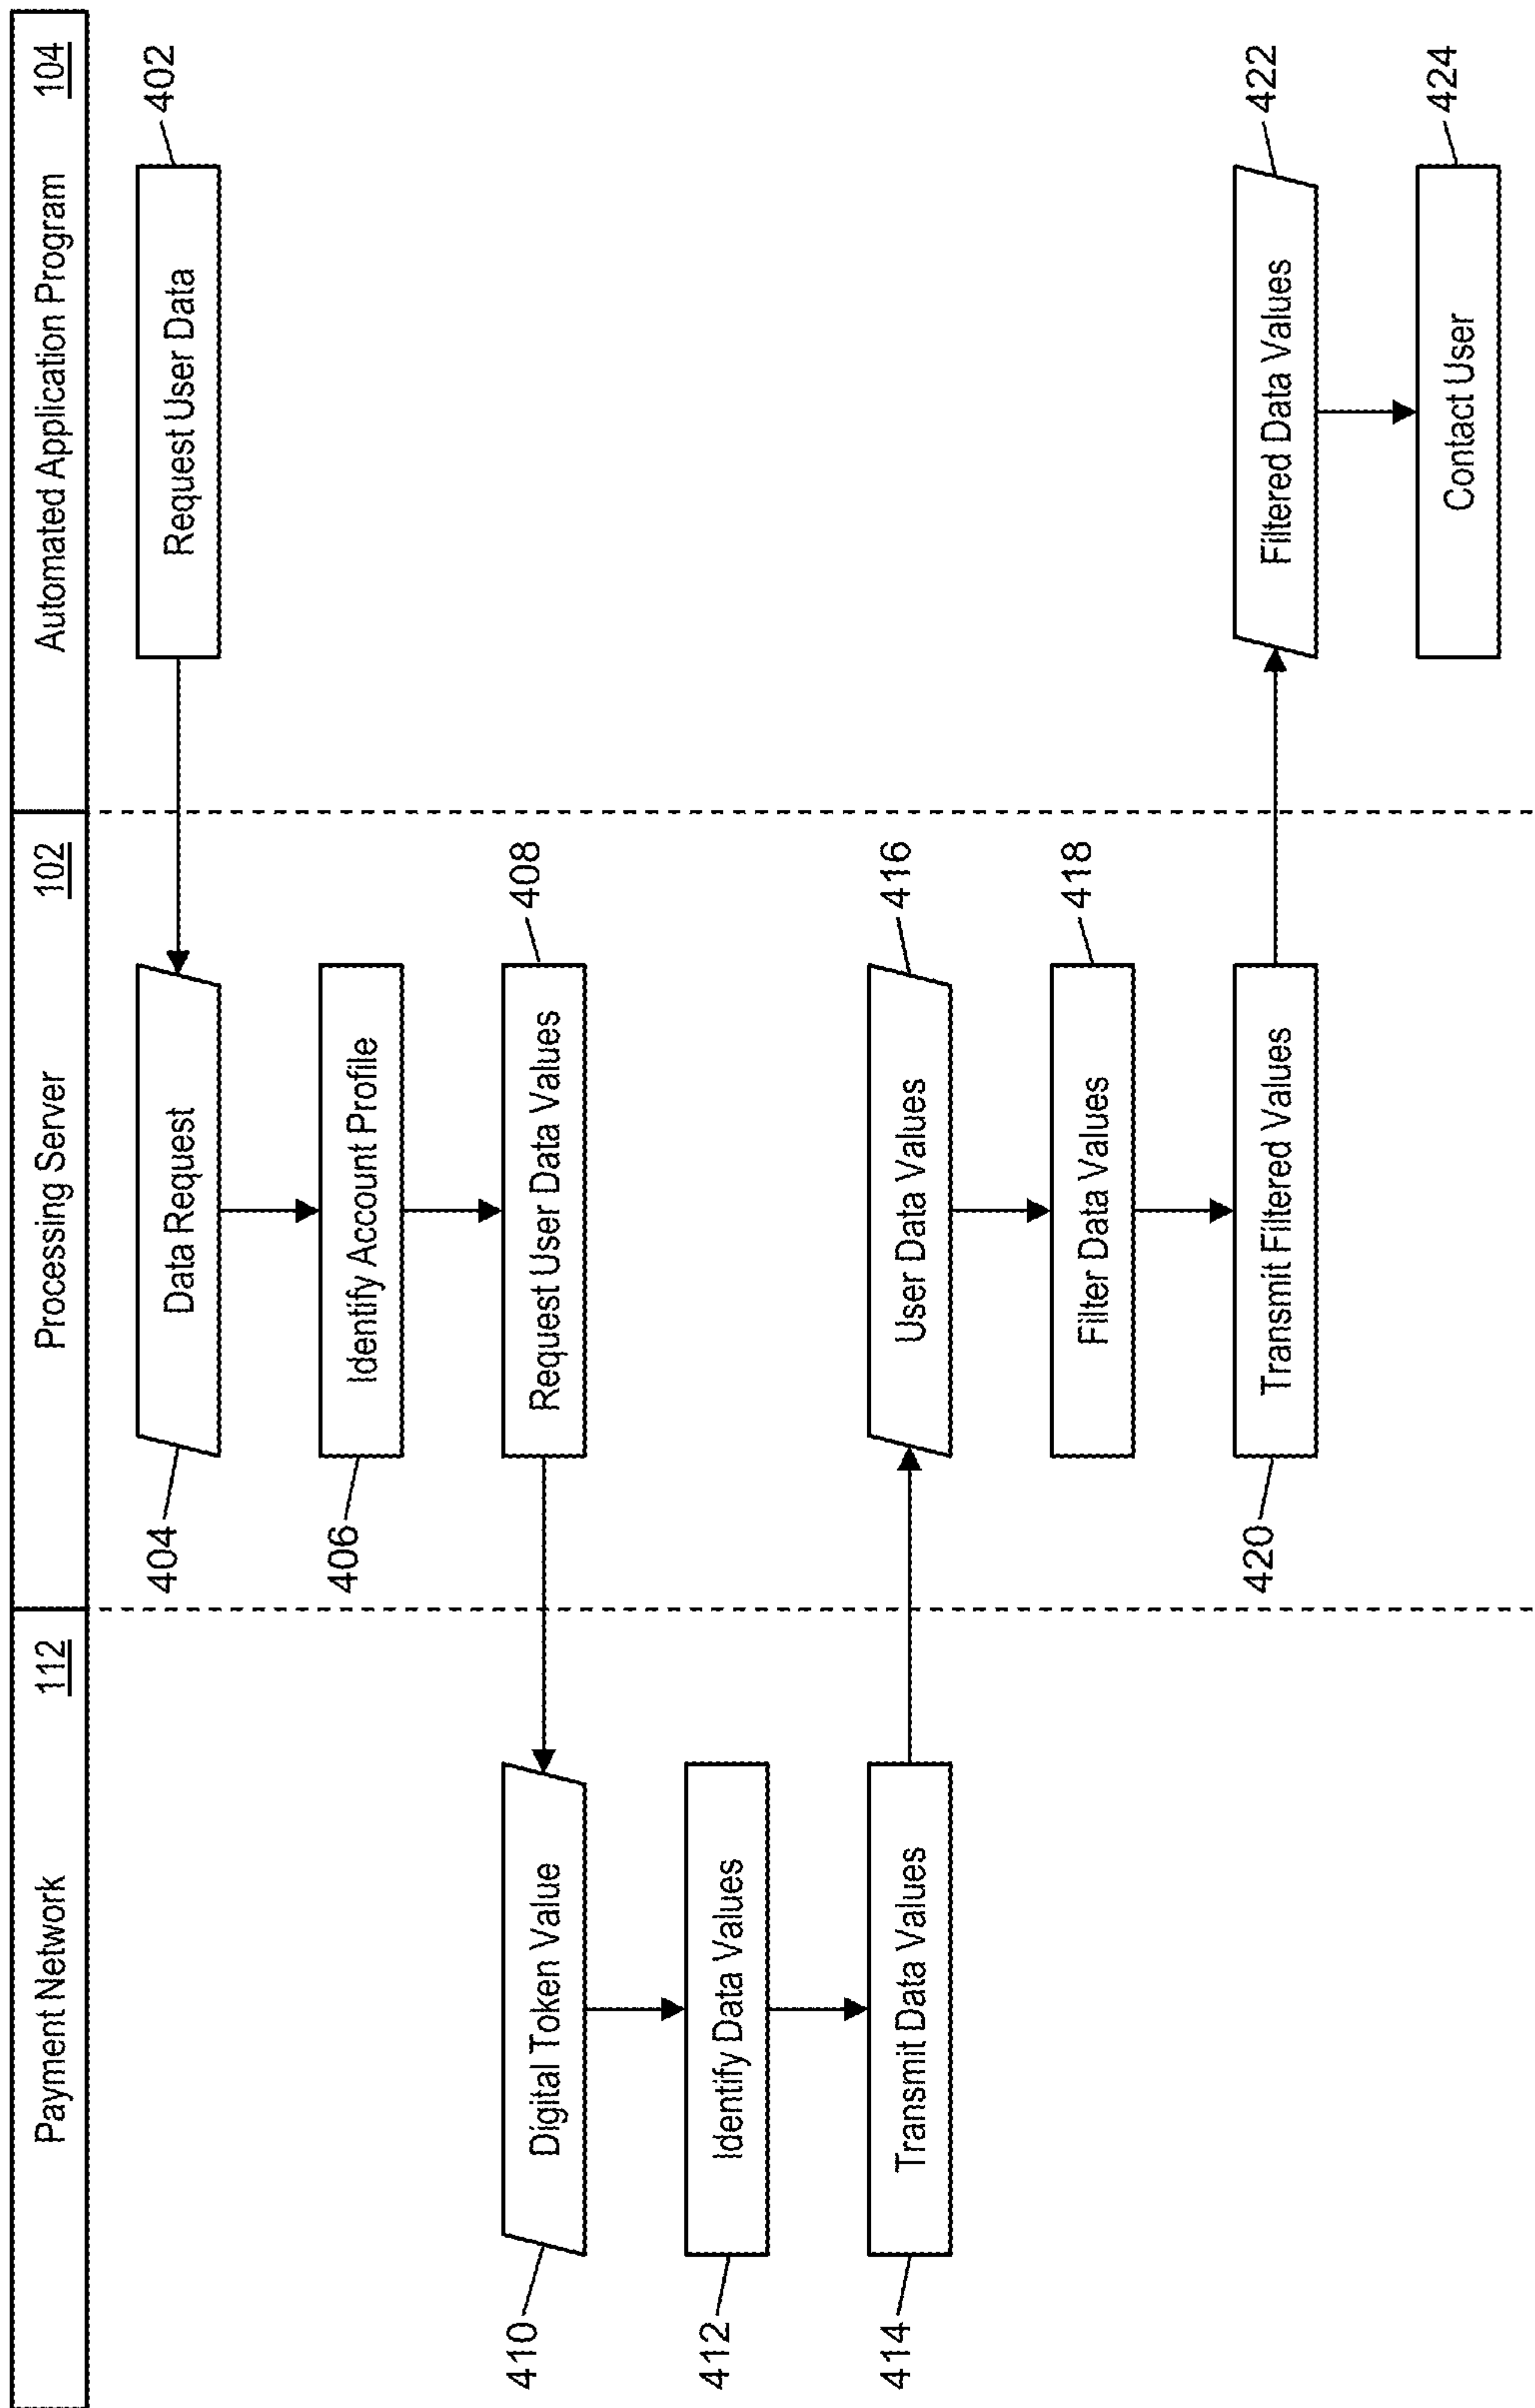 Payment Network 112
Processing Server 102
Automated Application Program 104
Request User Data
402
404
Data Request
406
Identify Account Profile
Request User Data Values
408
410
Digital Token Value
412
Identify Data Values
414
Transmit Data Values
User Data Values
416
Filter Data Values
418
420
Transmit Filtered Values
Filtered Data Values
422
Contact User
424